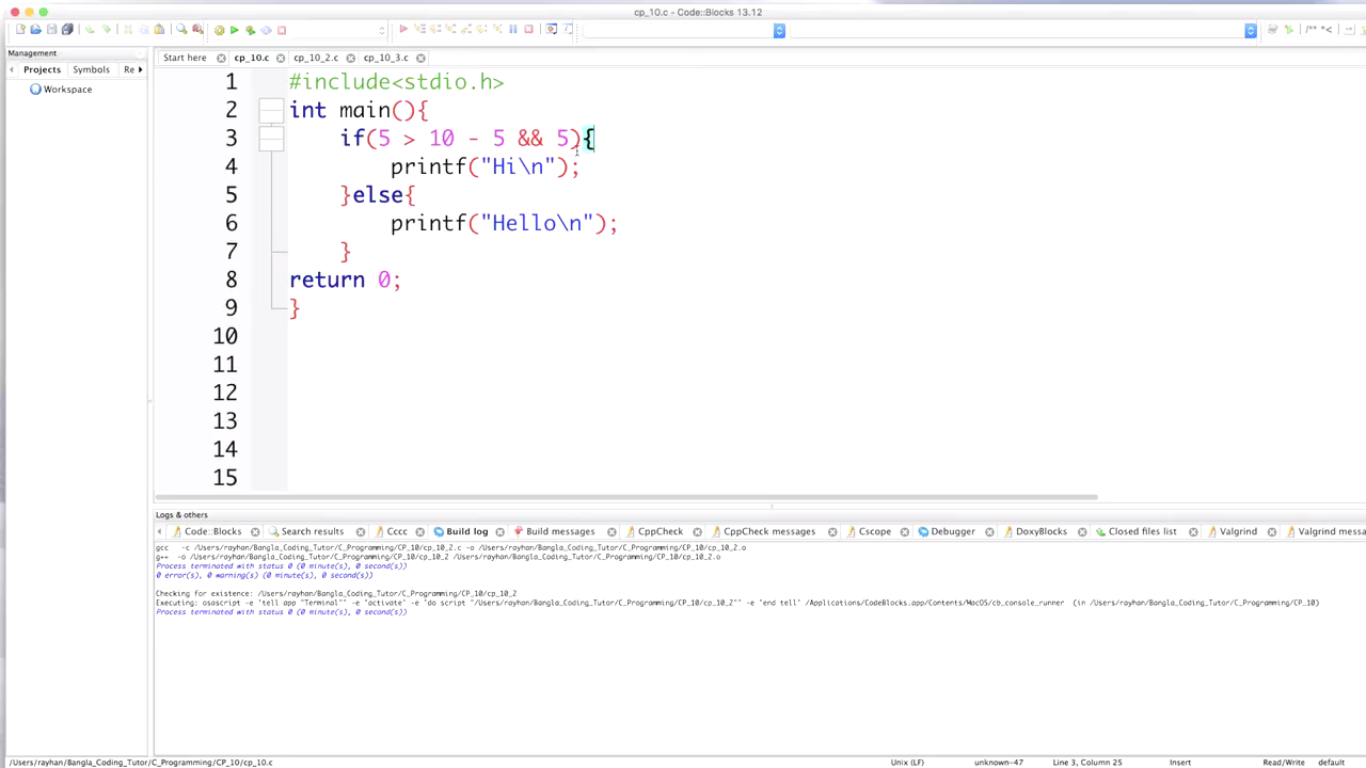 cp_10.c - Code::Blocks 13.12
Management
Projects Symbols Re
Workspace
Start here cp_10.c cp_10_2.c cp_10_3.c
1 #include<stdio.h>
2 int main(){
3 if(5 > 10 - 5 && 5){
4 printf("Hi\n");
5 }else{
6 printf("Hello\n");
7 }
8 return 0;
9 }
10
11
12
13
14
15
Logs & others
Code::Blocks Search results Cccc Build log Build messages CppCheck CppCheck messages Cscope Debugger DoxyBlocks Closed files list Valgrind Valgrind messa
gcc -c /Users/rayhan/Bangla_Coding_Tutor/C_Programming/CP_10/cp_10_2.c -o /Users/rayhan/Bangla_Coding_Tutor/C_Programming/CP_10/cp_10_2.o
g++ -o /Users/rayhan/Bangla_Coding_Tutor/C_Programming/CP_10/cp_10_2 /Users/rayhan/Bangla_Coding_Tutor/C_Programming/CP_10/cp_10_2.o
Process terminated with status 0 (0 minute(s), 0 second(s))
0 error(s), 0 warning(s) (0 minute(s), 0 second(s))
Checking for existence: /Users/rayhan/Bangla_Coding_Tutor/C_Programming/CP_10/cp_10_2
Executing: osascript -e 'tell app "Terminal"' -e 'activate' -e 'do script "/Users/rayhan/Bangla_Coding_Tutor/C_Programming/CP_10/cp_10_2"' -e 'end tell' /Applications/CodeBlocks.app/Contents/MacOS/cb_console_runner (in /Users/rayhan/Bangla_Coding_Tutor/C_Programming/CP_10)
Process terminated with status 0 (0 minute(s), 0 second(s))
/Users/rayhan/Bangla_Coding_Tutor/C_Programming/CP_10/cp_10.c Unix (LF) unknown-47 Line 3, Column 25 Insert Read/Write default